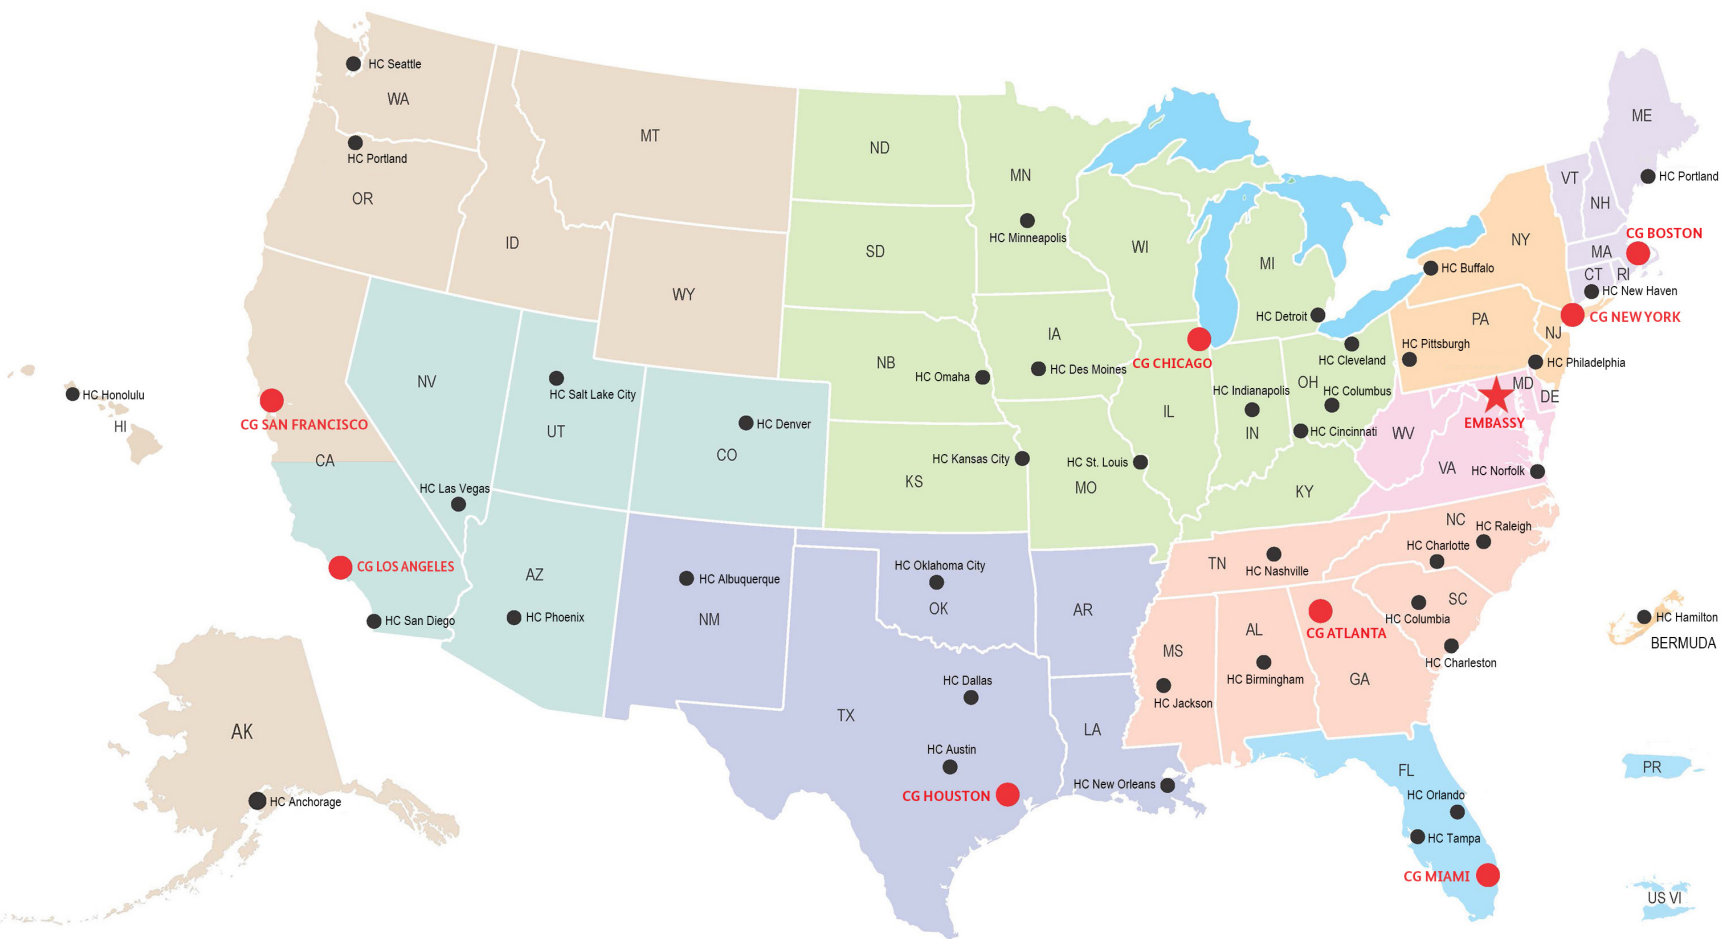 HC Seattle
WA
HC Portland
OR
ID
MT
WY
ND
SD
NB
KS
MN
HC Minneapolis
WI
MI
HC Detroit
IA
HC Des Moines
HC Omaha
CG CHICAGO
IL
HC Indianapolis
IN
OH
HC Cleveland
HC Columbus
HC Cincinnati
KY
HC Kansas City
HC St. Louis
MO
ME
HC Portland
VT
NH
CG BOSTON
MA
CT
RI
HC New Haven
NY
HC Buffalo
CG NEW YORK
PA
NJ
HC Pittsburgh
HC Philadelphia
MD
DE
EMBASSY
WV
VA
HC Norfolk
HC Honolulu
HI
CG SAN FRANCISCO
CA
NV
HC Las Vegas
HC Salt Lake City
UT
HC Denver
CO
CG LOS ANGELES
HC San Diego
AZ
HC Phoenix
HC Albuquerque
NM
HC Oklahoma City
OK
AR
HC Dallas
TX
HC Austin
CG HOUSTON
LA
HC New Orleans
TN
HC Nashville
NC
HC Raleigh
HC Charlotte
SC
HC Columbia
HC Charleston
CG ATLANTA
GA
AL
HC Birmingham
MS
HC Jackson
FL
HC Orlando
HC Tampa
CG MIAMI
HC Hamilton
BERMUDA
PR
US VI
AK
HC Anchorage